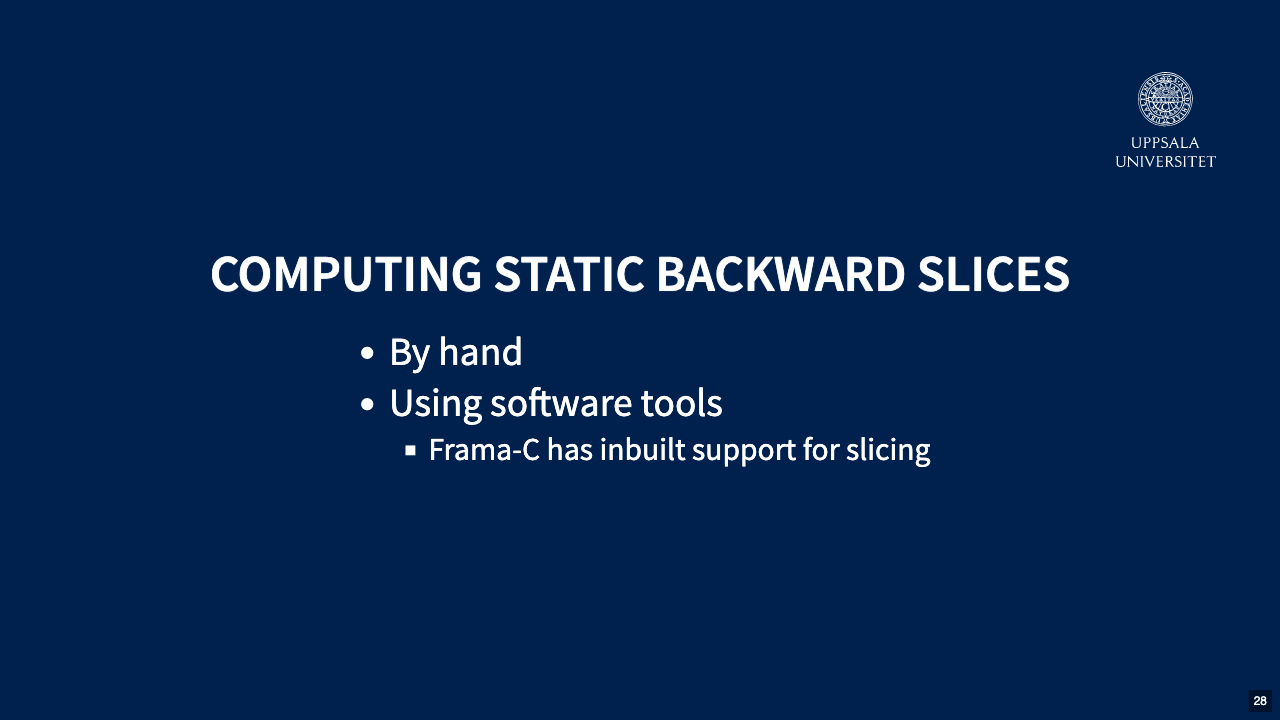 UPPSALA
UNIVERSITET
COMPUTING STATIC BACKWARD SLICES
• By hand
• Using software tools
▪ Frama-C has inbuilt support for slicing
28